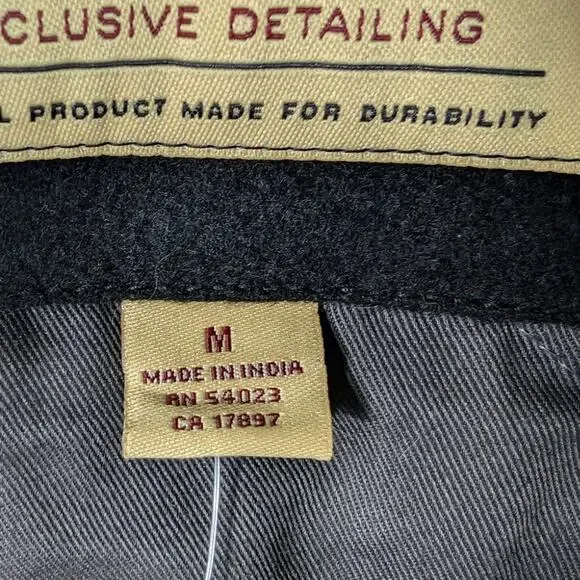 CLUSIVE DETAILING
L PRODUCT MADE FOR DURABILITY
M
MADE IN INDIA
RN 54023
CA 17897